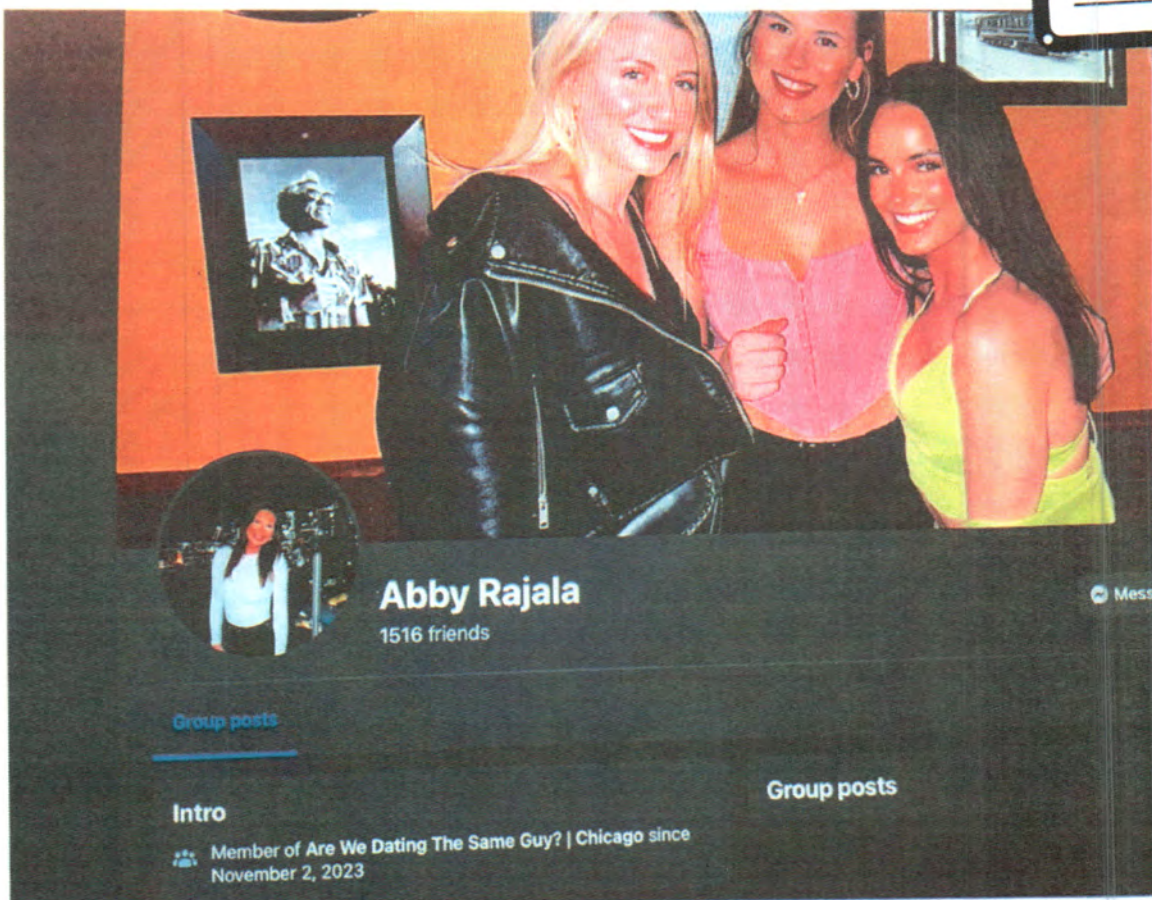 Abby Rajala
1516 friends
Mess
Group posts
Intro
Group posts
Member of Are We Dating The Same Guy? | Chicago since
November 2, 2023